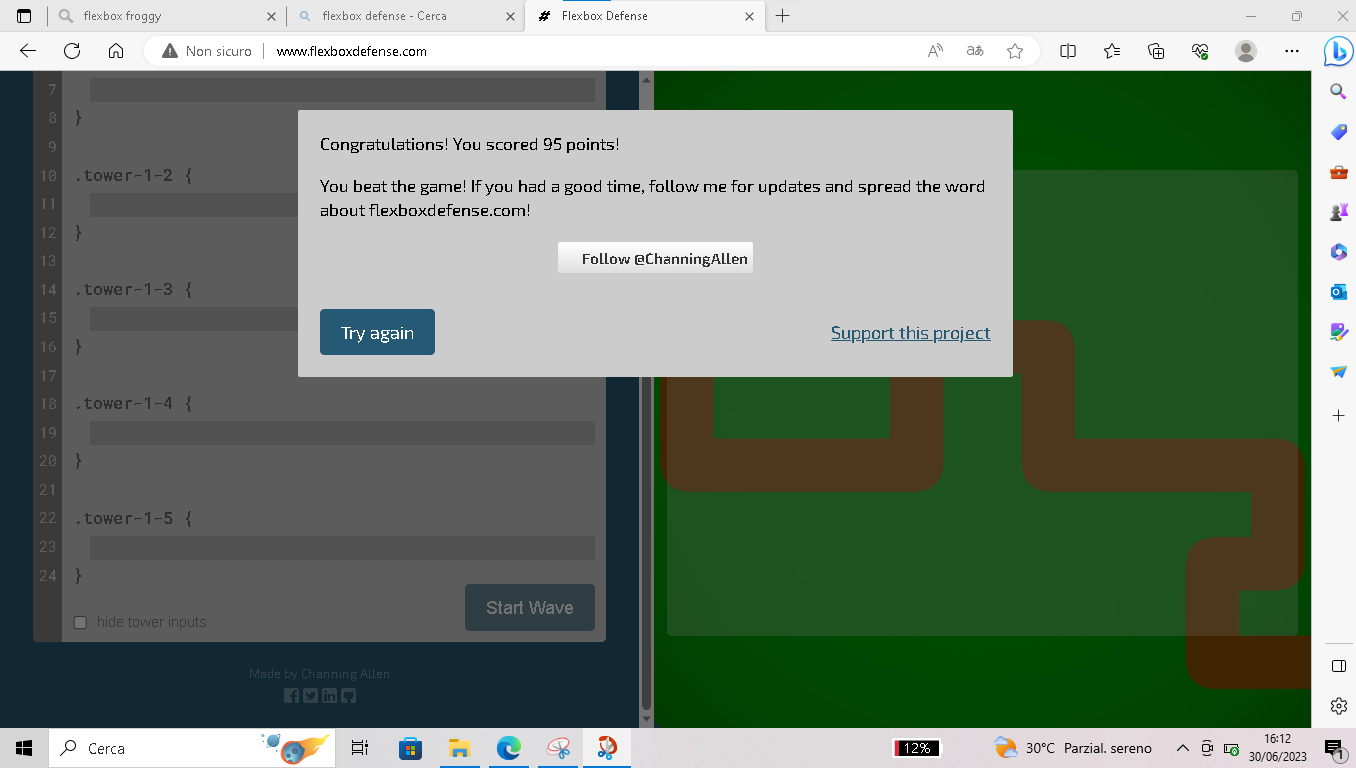 flexbox froggy
flexbox defense - Cerca
Flexbox Defense
Non sicuro
www.flexboxdefense.com
7
8 }
9
10 .tower-1-2 {
11
12 }
13
14 .tower-1-3 {
15
16 }
17
18 .tower-1-4 {
19
20 }
21
22 .tower-1-5 {
23
24 }
hide tower inputs
Start Wave
Made by Channing Allen
Congratulations! You scored 95 points!
You beat the game! If you had a good time, follow me for updates and spread the word
about flexboxdefense.com!
Follow @ChanningAllen
Try again
Support this project
Cerca
12%
30°C Parzial. sereno
16:12
30/06/2023
1